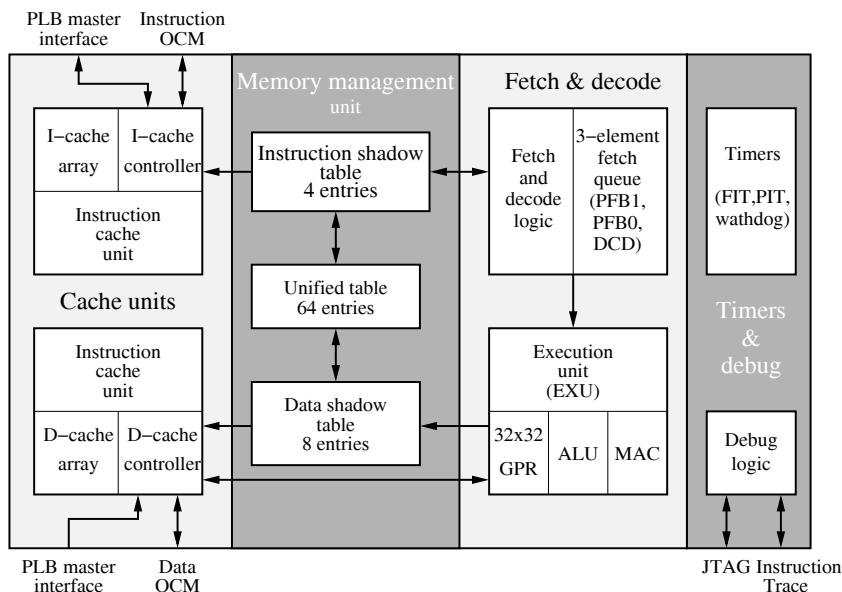 PLB master
interface
Instruction
OCM
Memory management
unit
Fetch & decode
I−cache
array
I−cache
controller
Instruction
cache
unit
Instruction shadow
table
4 entries
Fetch
and
decode
logic
3−element
fetch
queue
(PFB1,
PFB0,
DCD)
Timers
(FIT,PIT,
wathdog)
Cache units
Unified table
64 entries
Timers
&
debug
Instruction
cache
unit
D−cache
array
D−cache
controller
Data shadow
table
8 entries
Execution
unit
(EXU)
32x32
GPR
ALU
MAC
Debug
logic
PLB master
interface
Data
OCM
JTAG
Instruction
Trace